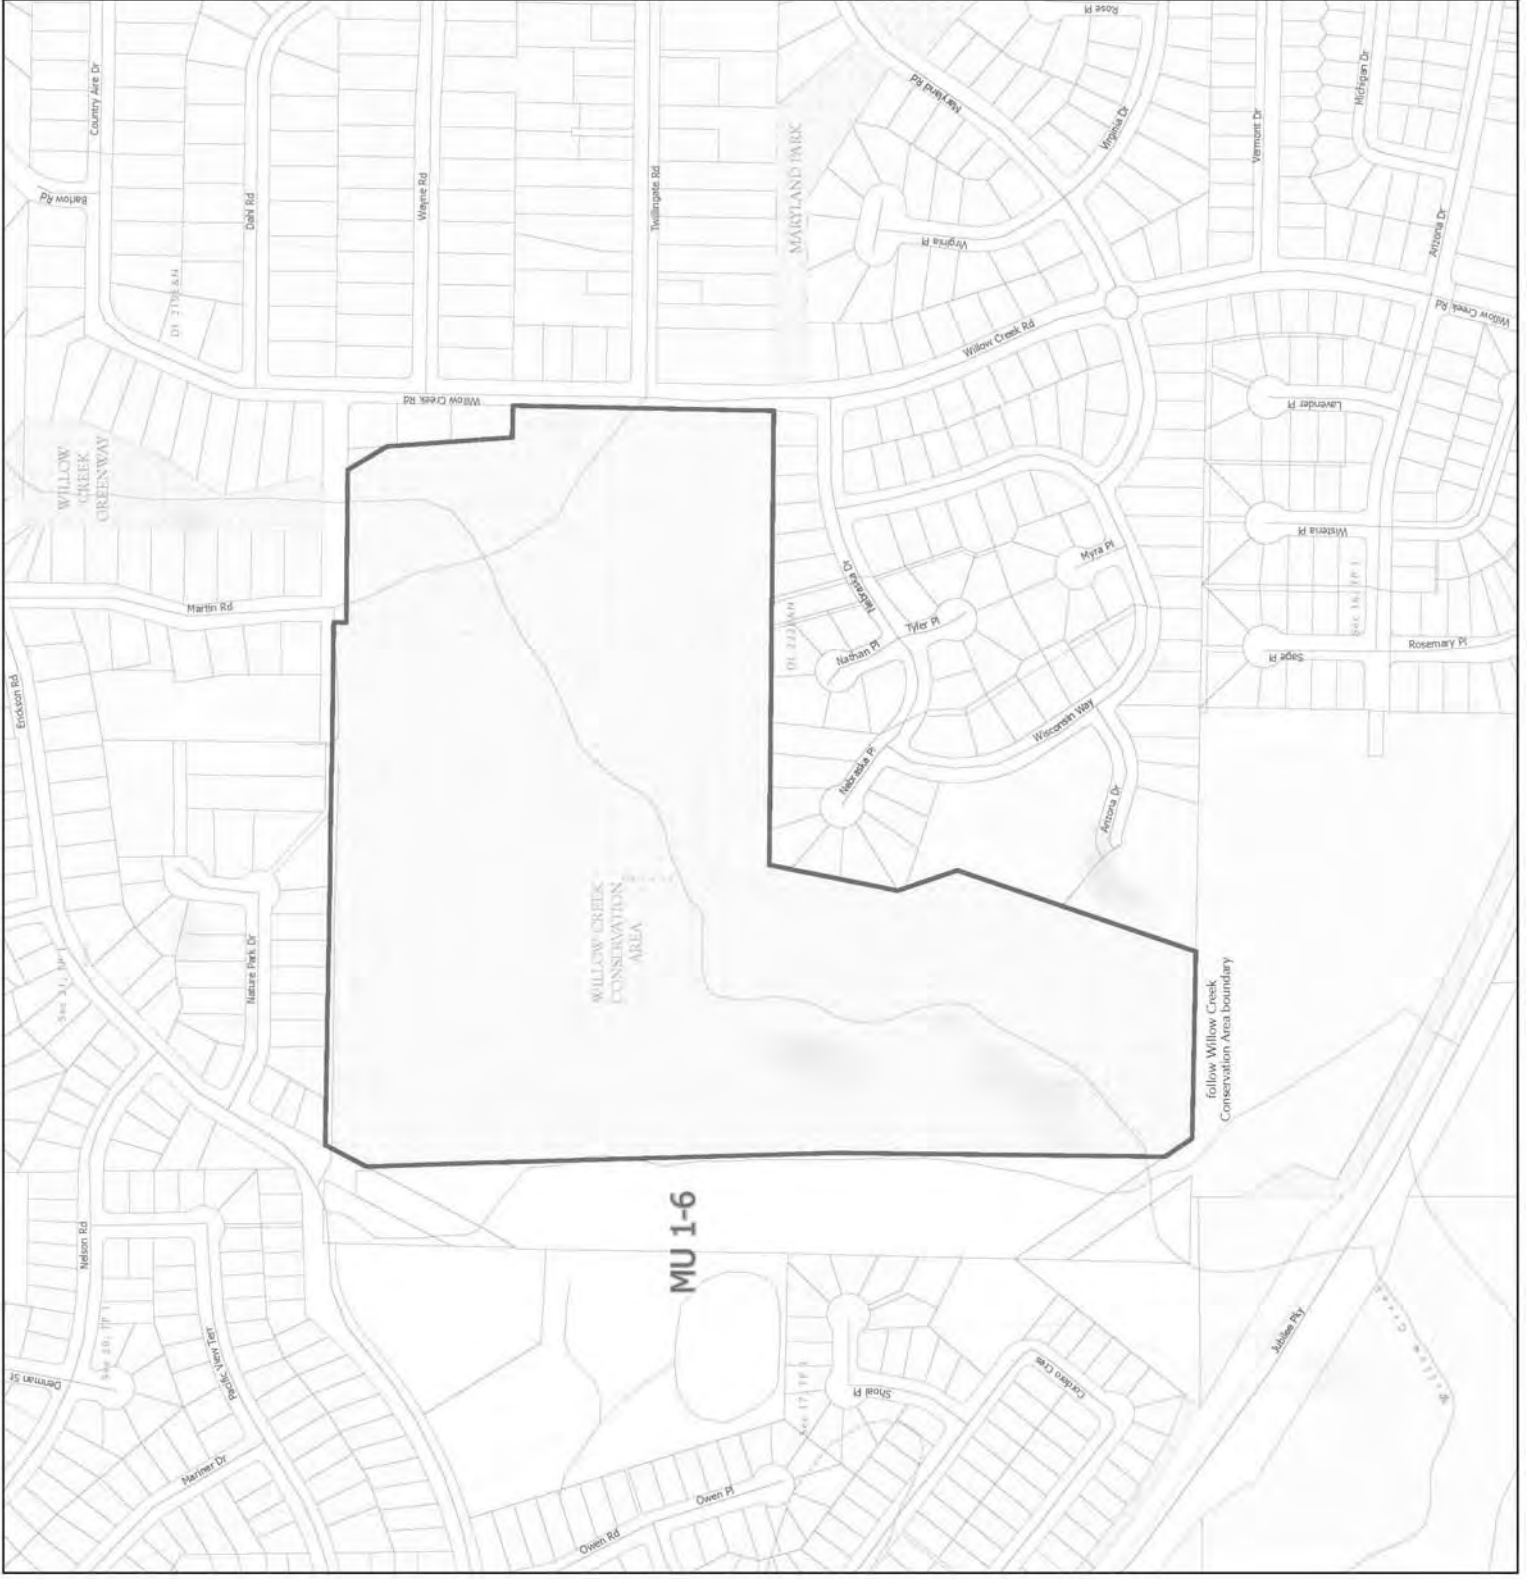 Country Aire Dr
Barlow Rd
Dahl Rd
Wayne Rd
Twillingate Rd
MARYLAND PARK
Maryland Rd
Rose Pl
Virginia Dr
Virginia Pl
Vermont Dr
Michigan Dr
Arizona Dr
Willow Creek Rd
Willow Creek Rd
Willow Creek Rd
WILLOW
CREEK
GREENWAY
Martin Rd
Erickson Rd
Nature Park Dr
Nebraska Dr
Nathan Pl
Tyler Pl
Myra Pl
Nebraska Pl
Wisconsin Way
Arizona Dr
Lavender Pl
Wisteria Pl
Sage Pl
Rosemary Pl
WILLOW CREEK
CONSERVATION
AREA
follow Willow Creek
Conservation Area boundary
MU 1-6
Nelson Rd
Denman St
Pacific View Terr
Mariner Dr
Owen Rd
Owen Pl
Shoal Pl
Cordero Cres
Jubilee Pky
Willow Creek